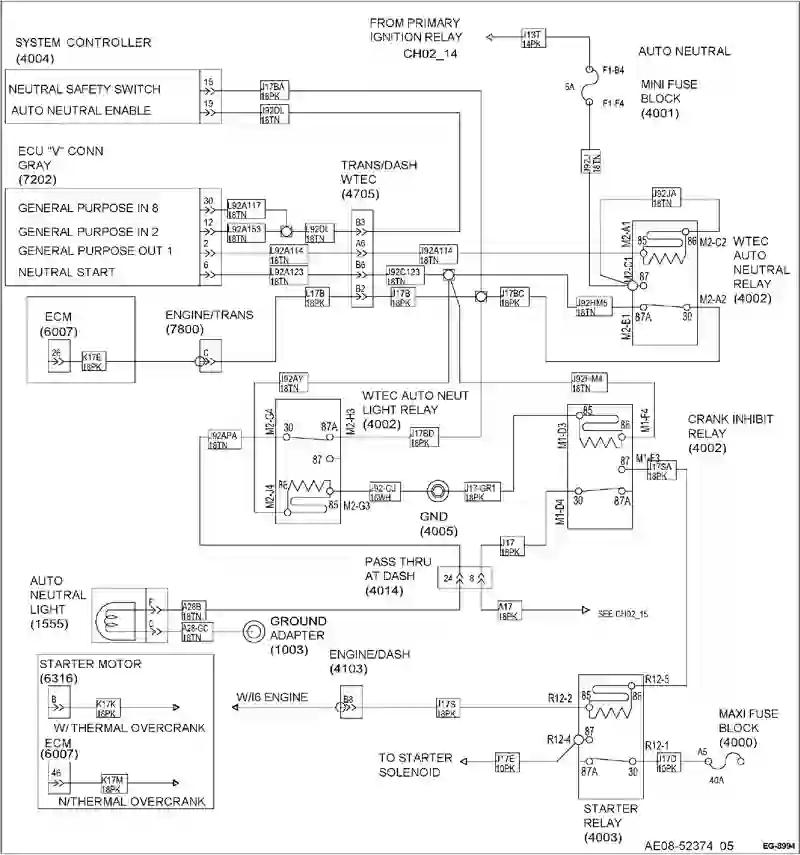 FROM PRIMARY
IGNITION RELAY
CH02_14
J13T
14PK
AUTO NEUTRAL
SYSTEM CONTROLLER
(4004)
NEUTRAL SAFETY SWITCH
15
J17BA
18PK
AUTO NEUTRAL ENABLE
19
J92DL
18TN
5A
F1-B4
F1-F4
MINI FUSE
BLOCK
(4001)
J92J
18TN
ECU "V" CONN
GRAY
(7202)
GENERAL PURPOSE IN 8
30
L92A117
18TN
GENERAL PURPOSE IN 2
12
L92A153
18TN
L92DL
18TN
GENERAL PURPOSE OUT 1
2
L92A114
18TN
NEUTRAL START
6
L92A123
18TN
TRANS/DASH
WTEC
(4705)
B3
A6
B6
B2
J92A114
18TN
J92C123
18TN
L17B
18PK
J17B
18PK
J17BC
18PK
J92JA
18TN
M2-A1
M2-C1
M2-B1
85
86
M2-C2
87
87A
30
M2-A2
J92HM5
18TN
WTEC
AUTO
NEUTRAL
RELAY
(4002)
ECM
(6007)
26
K17E
18PK
ENGINE/TRANS
(7800)
C
J92AY
18TN
J92HM4
18TN
WTEC AUTO NEUT
LIGHT RELAY
(4002)
J92APA
18TN
M2-G4
M2-H3
30
87A
87
J17BD
18PK
M2-J4
86
85
M2-G3
J92-GJ
16WH
J17-GR1
18PK
GND
(4005)
M1-D3
85
86
M1-F4
87
M1-E3
J17SA
18PK
30
87A
M1-D4
CRANK INHIBIT
RELAY
(4002)
J17
18PK
PASS THRU
AT DASH
(4014)
24
8
A17
18PK
SEE CH02_15
AUTO
NEUTRAL
LIGHT
(1555)
A28B
18TN
A28-GC
18TN
GROUND
ADAPTER
(1003)
STARTER MOTOR
(6316)
B
K17K
16PK
W/ THERMAL OVERCRANK
ECM
(6007)
46
K17M
18PK
N/THERMAL OVERCRANK
W/I6 ENGINE
ENGINE/DASH
(4103)
B8
J17S
18PK
R12-2
85
86
R12-3
R12-4
87
87A
30
R12-1
TO STARTER
SOLENOID
J17E
10PK
J17D
10PK
A5
40A
MAXI FUSE
BLOCK
(4000)
STARTER
RELAY
(4003)
AE08-52374 05
EG-8994